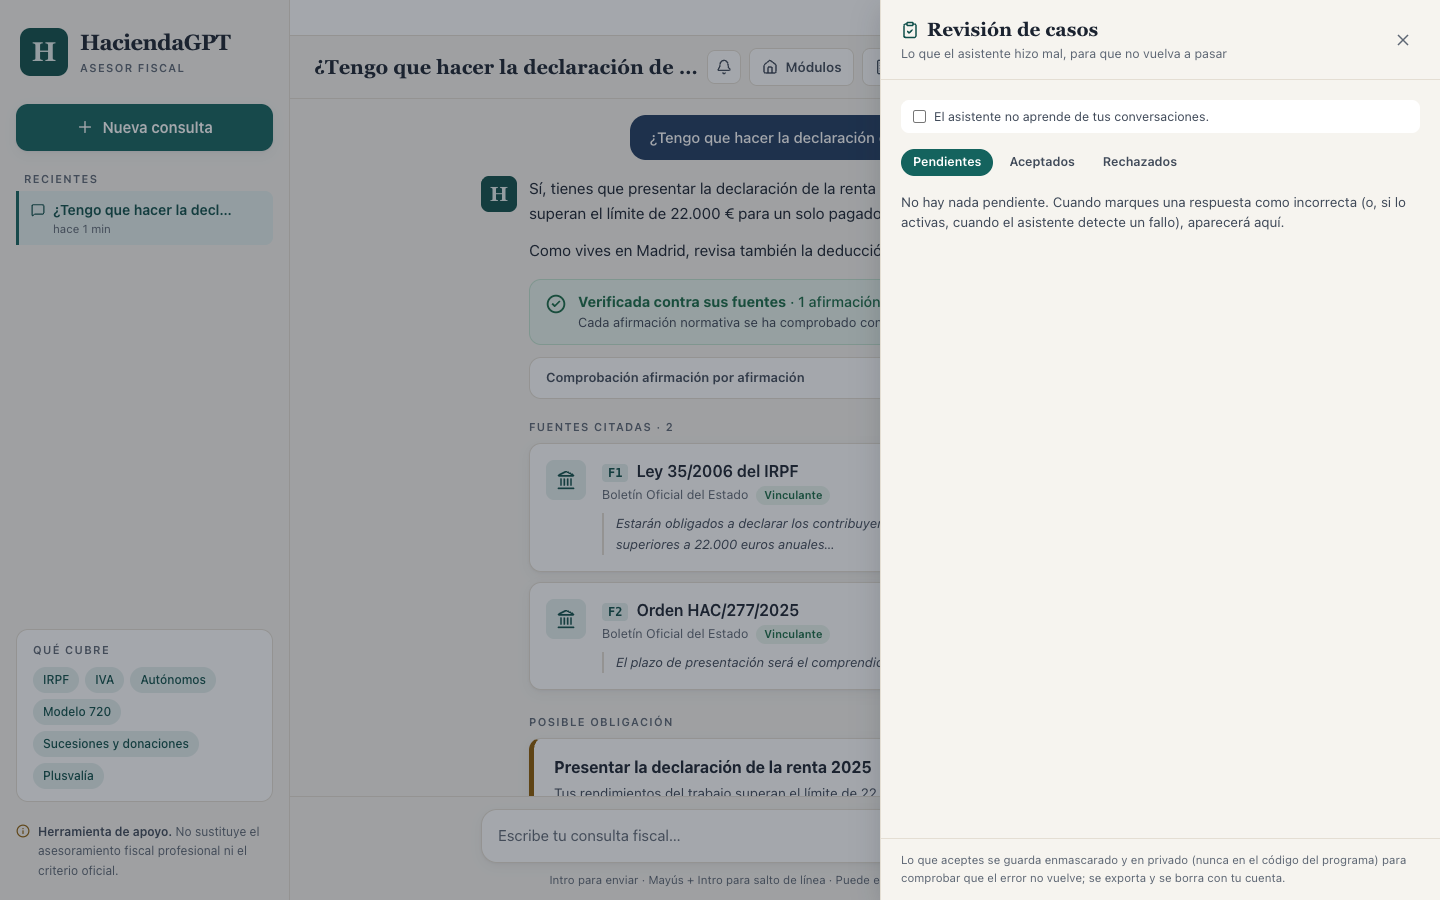 H
HaciendaGPT
ASESOR FISCAL
Nueva consulta
RECIENTES
¿Tengo que hacer la decl...
hace 1 min
QUÉ CUBRE
IRPF
IVA
Autónomos
Modelo 720
Sucesiones y donaciones
Plusvalía
Herramienta de apoyo. No sustituye el
asesoramiento fiscal profesional ni el
criterio oficial.
¿Tengo que hacer la declaración de ...
Módulos
¿Tengo que hacer la declaración
H
Sí, tienes que presentar la declaración de la renta
superan el límite de 22.000 € para un solo pagado
Como vives en Madrid, revisa también la deducció
Verificada contra sus fuentes · 1 afirmación
Cada afirmación normativa se ha comprobado con
Comprobación afirmación por afirmación
FUENTES CITADAS · 2
F1 Ley 35/2006 del IRPF
Boletín Oficial del Estado Vinculante
Estarán obligados a declarar los contribuyen
superiores a 22.000 euros anuales...
F2 Orden HAC/277/2025
Boletín Oficial del Estado Vinculante
El plazo de presentación será el comprendid
POSIBLE OBLIGACIÓN
Presentar la declaración de la renta 2025
Tus rendimientos del trabajo superan el límite de 22
Escribe tu consulta fiscal...
Intro para enviar · Mayús + Intro para salto de línea · Puede e
Revisión de casos
Lo que el asistente hizo mal, para que no vuelva a pasar
El asistente no aprende de tus conversaciones.
Pendientes
Aceptados
Rechazados
No hay nada pendiente. Cuando marques una respuesta como incorrecta (o, si lo
activas, cuando el asistente detecte un fallo), aparecerá aquí.
Lo que aceptes se guarda enmascarado y en privado (nunca en el código del programa) para
comprobar que el error no vuelve; se exporta y se borra con tu cuenta.